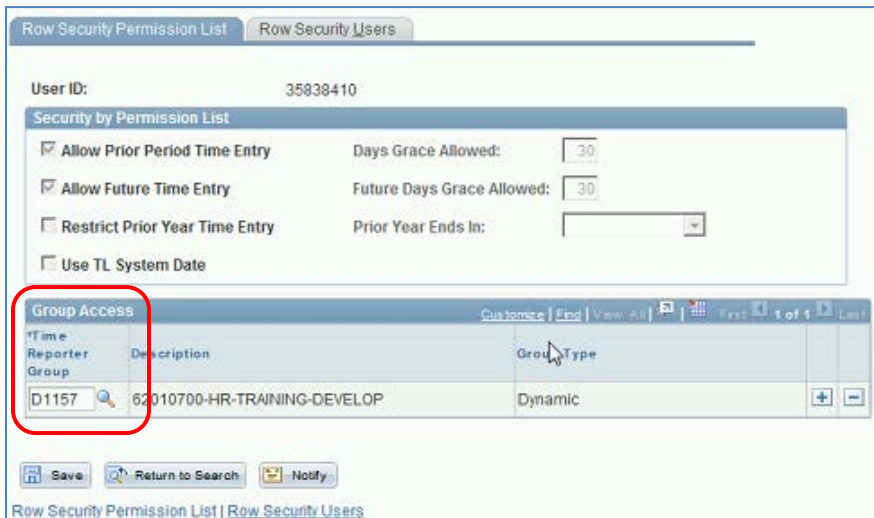 Row Security Permission List Row Security Users
User ID: 35838410
Security by Permission List
Allow Prior Period Time Entry Days Grace Allowed: 30
Allow Future Time Entry Future Days Grace Allowed: 30
Restrict Prior Year Time Entry Prior Year Ends In:
Use TL System Date
Group Access Customize | Find | View All | | First 1 of 1 Last
*Time
Reporter
Group Description Group Type
D1157 62010700-HR-TRAINING-DEVELOP Dynamic
Save Return to Search Notify
Row Security Permission List | Row Security Users